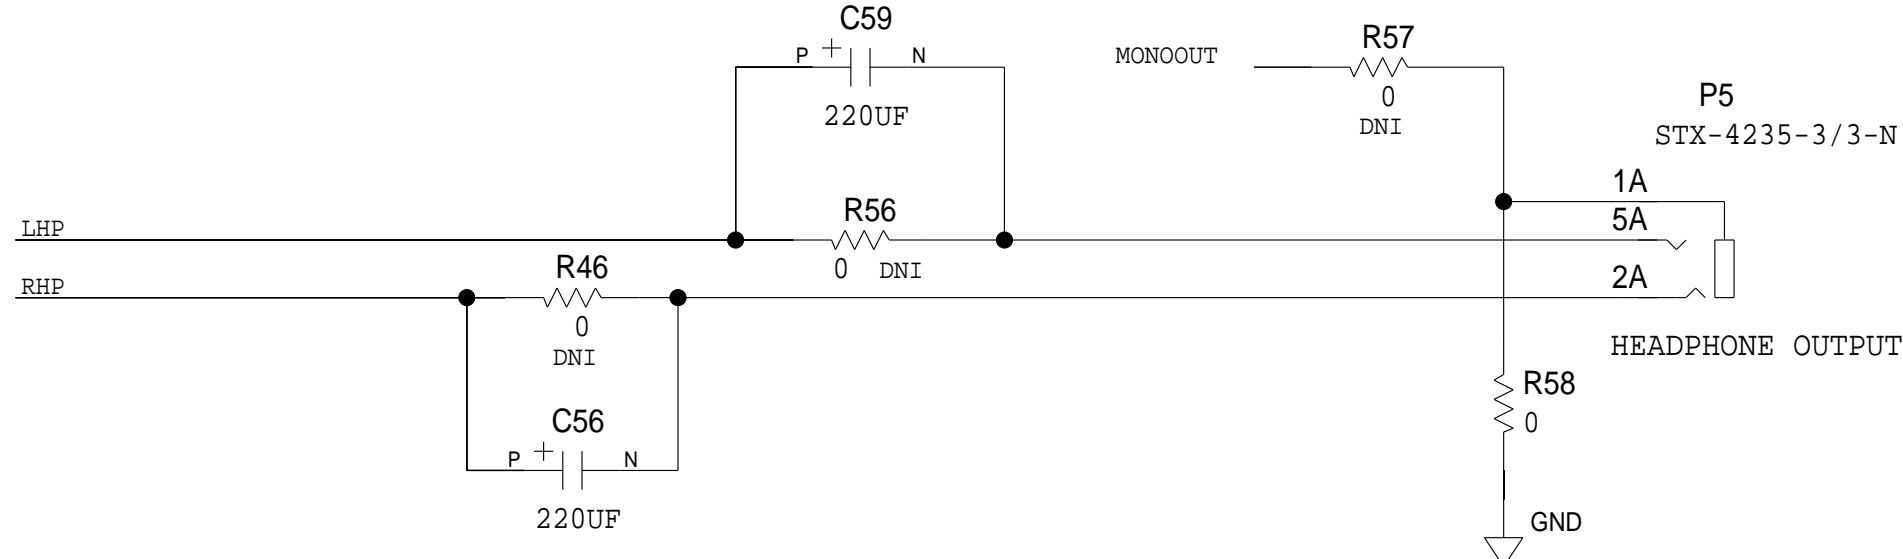 C59
P + N
220UF
MONOOUT
R57
0
DNI
P5
STX-4235-3/3-N
1A
5A
2A
LHP
R56
0 DNI
RHP
R46
0
DNI
HEADPHONE OUTPUT
R58
0
C56
P + N
220UF
GND